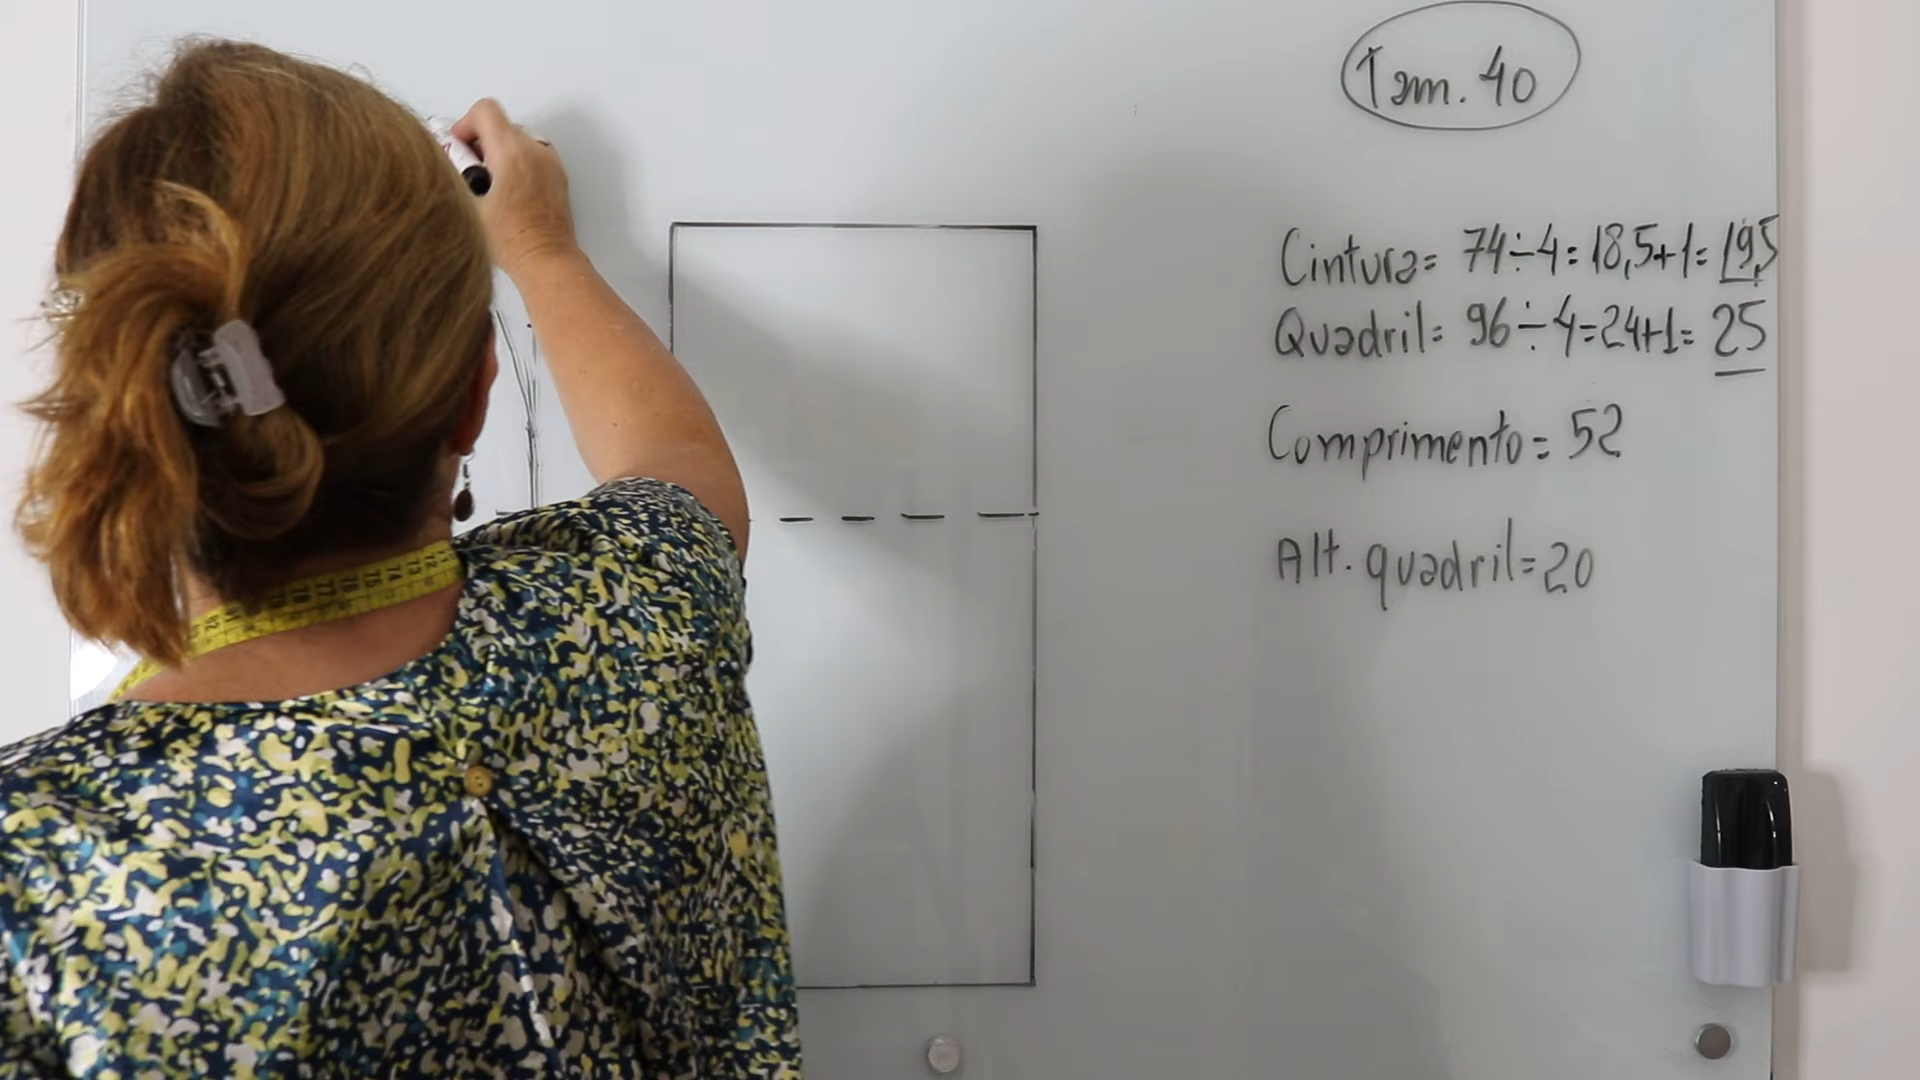 Tam. 40
Cintura= 74÷4=18,5+1=19,5
Quadril= 96÷4=24+1=25
Comprimento=52
Alt. quadril=20